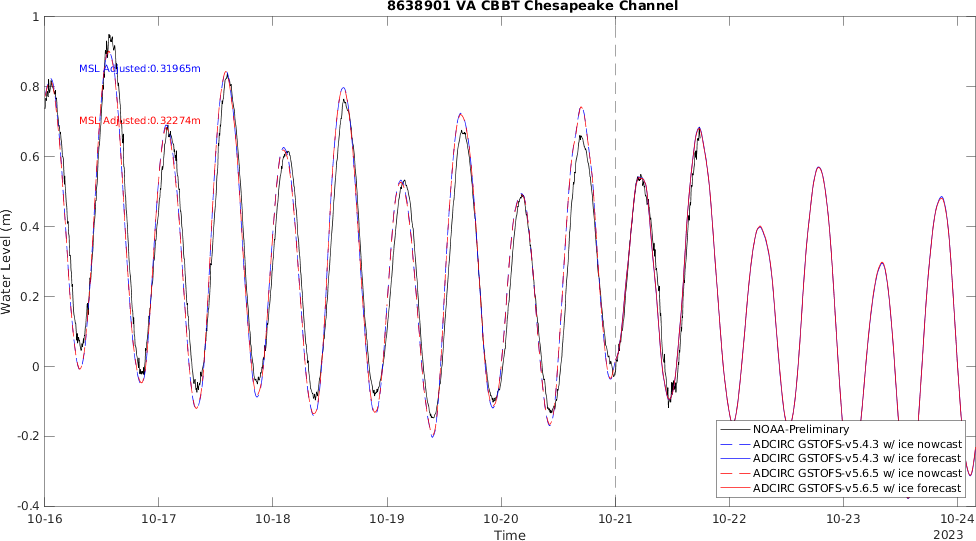 8638901 VA CBBT Chesapeake Channel
1
0.8
0.6
0.4
0.2
0
-0.2
-0.4
Water Level (m)
MSL Adjusted:0.31965m
MSL Adjusted:0.32274m
NOAA-Preliminary
ADCIRC GSTOFS-v5.4.3 w/ ice nowcast
ADCIRC GSTOFS-v5.4.3 w/ ice forecast
ADCIRC GSTOFS-v5.6.5 w/ ice nowcast
ADCIRC GSTOFS-v5.6.5 w/ ice forecast
10-16 10-17 10-18 10-19 10-20 10-21 10-22 10-23 10-24
Time
2023